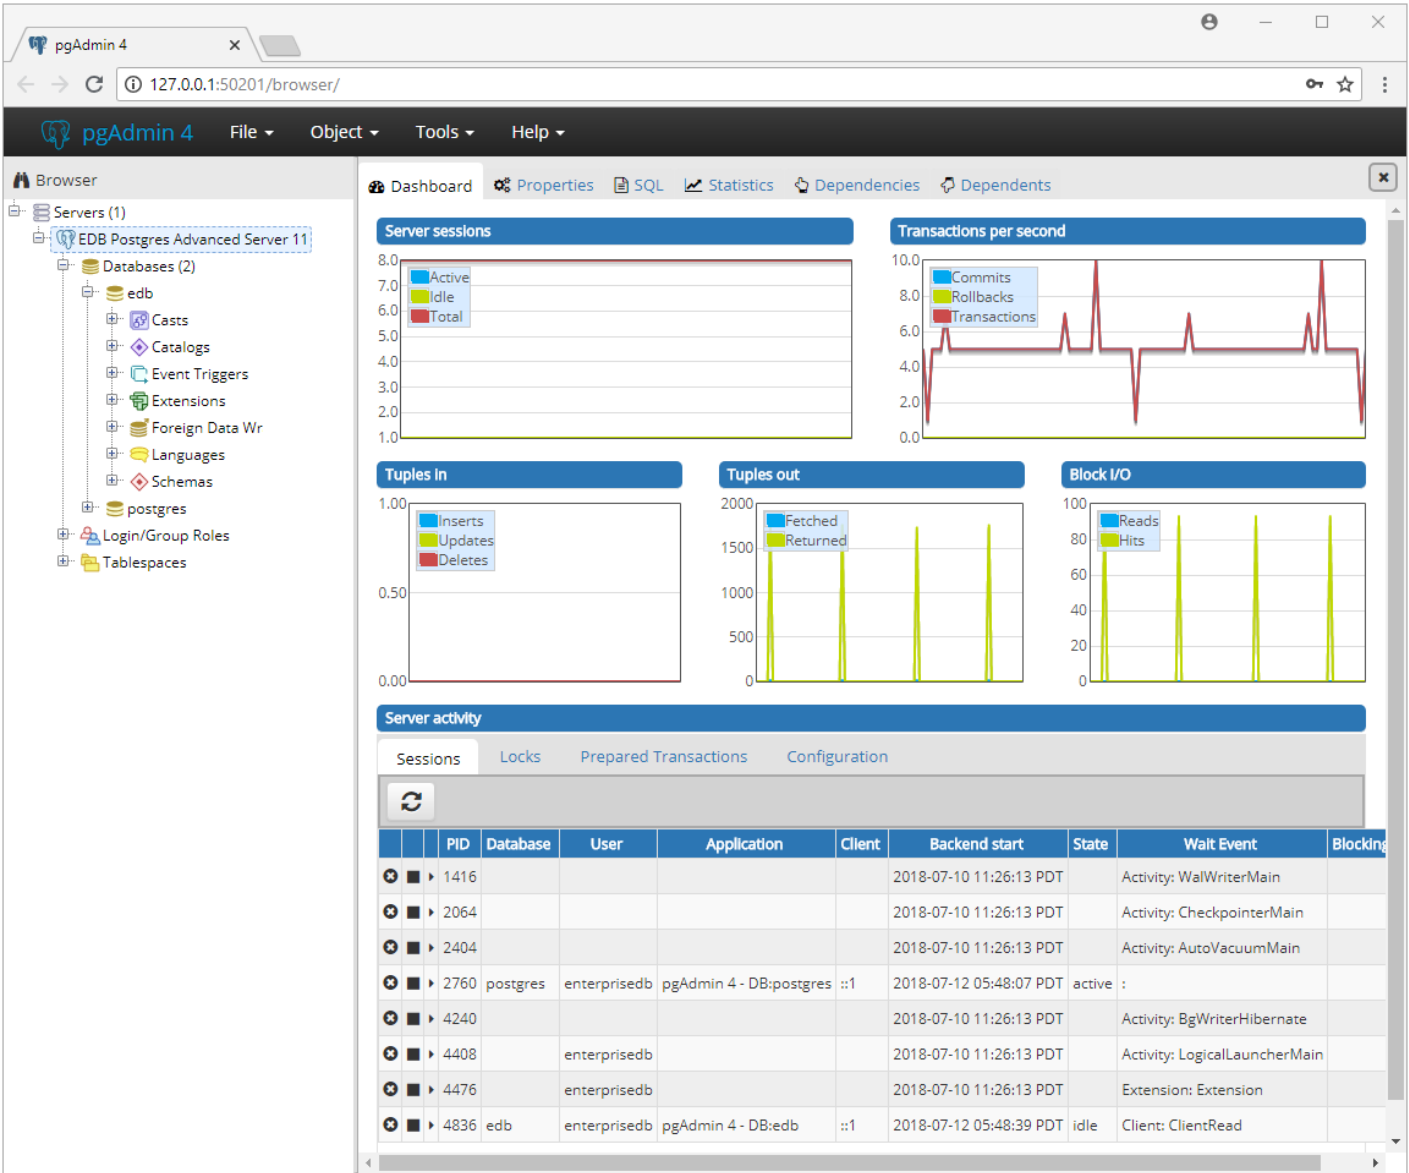 pgAdmin 4
127.0.0.1:50201/browser/
pgAdmin 4 File Object Tools Help
Browser
Servers (1)
EDB Postgres Advanced Server 11
Databases (2)
edb
Casts
Catalogs
Event Triggers
Extensions
Foreign Data Wr
Languages
Schemas
postgres
Login/Group Roles
Tablespaces
Dashboard Properties SQL Statistics Dependencies Dependents
Server sessions
8.0
7.0
6.0
5.0
4.0
3.0
2.0
1.0
Active
Idle
Total
Transactions per second
10.0
8.0
6.0
4.0
2.0
0.0
Commits
Rollbacks
Transactions
Tuples in
1.00
0.50
0.00
Inserts
Updates
Deletes
Tuples out
2000
1500
1000
500
0
Fetched
Returned
Block I/O
100
80
60
40
20
0
Reads
Hits
Server activity
Sessions Locks Prepared Transactions Configuration
PID Database User Application Client Backend start State Wait Event Blocking
1416 2018-07-10 11:26:13 PDT Activity: WalWriterMain
2064 2018-07-10 11:26:13 PDT Activity: CheckpointerMain
2404 2018-07-10 11:26:13 PDT Activity: AutoVacuumMain
2760 postgres enterprisedb pgAdmin 4 - DB:postgres ::1 2018-07-12 05:48:07 PDT active :
4240 2018-07-10 11:26:13 PDT Activity: BgWriterHibernate
4408 enterprisedb 2018-07-10 11:26:13 PDT Activity: LogicalLauncherMain
4476 enterprisedb 2018-07-10 11:26:13 PDT Extension: Extension
4836 edb enterprisedb pgAdmin 4 - DB:edb ::1 2018-07-12 05:48:39 PDT idle Client: ClientRead